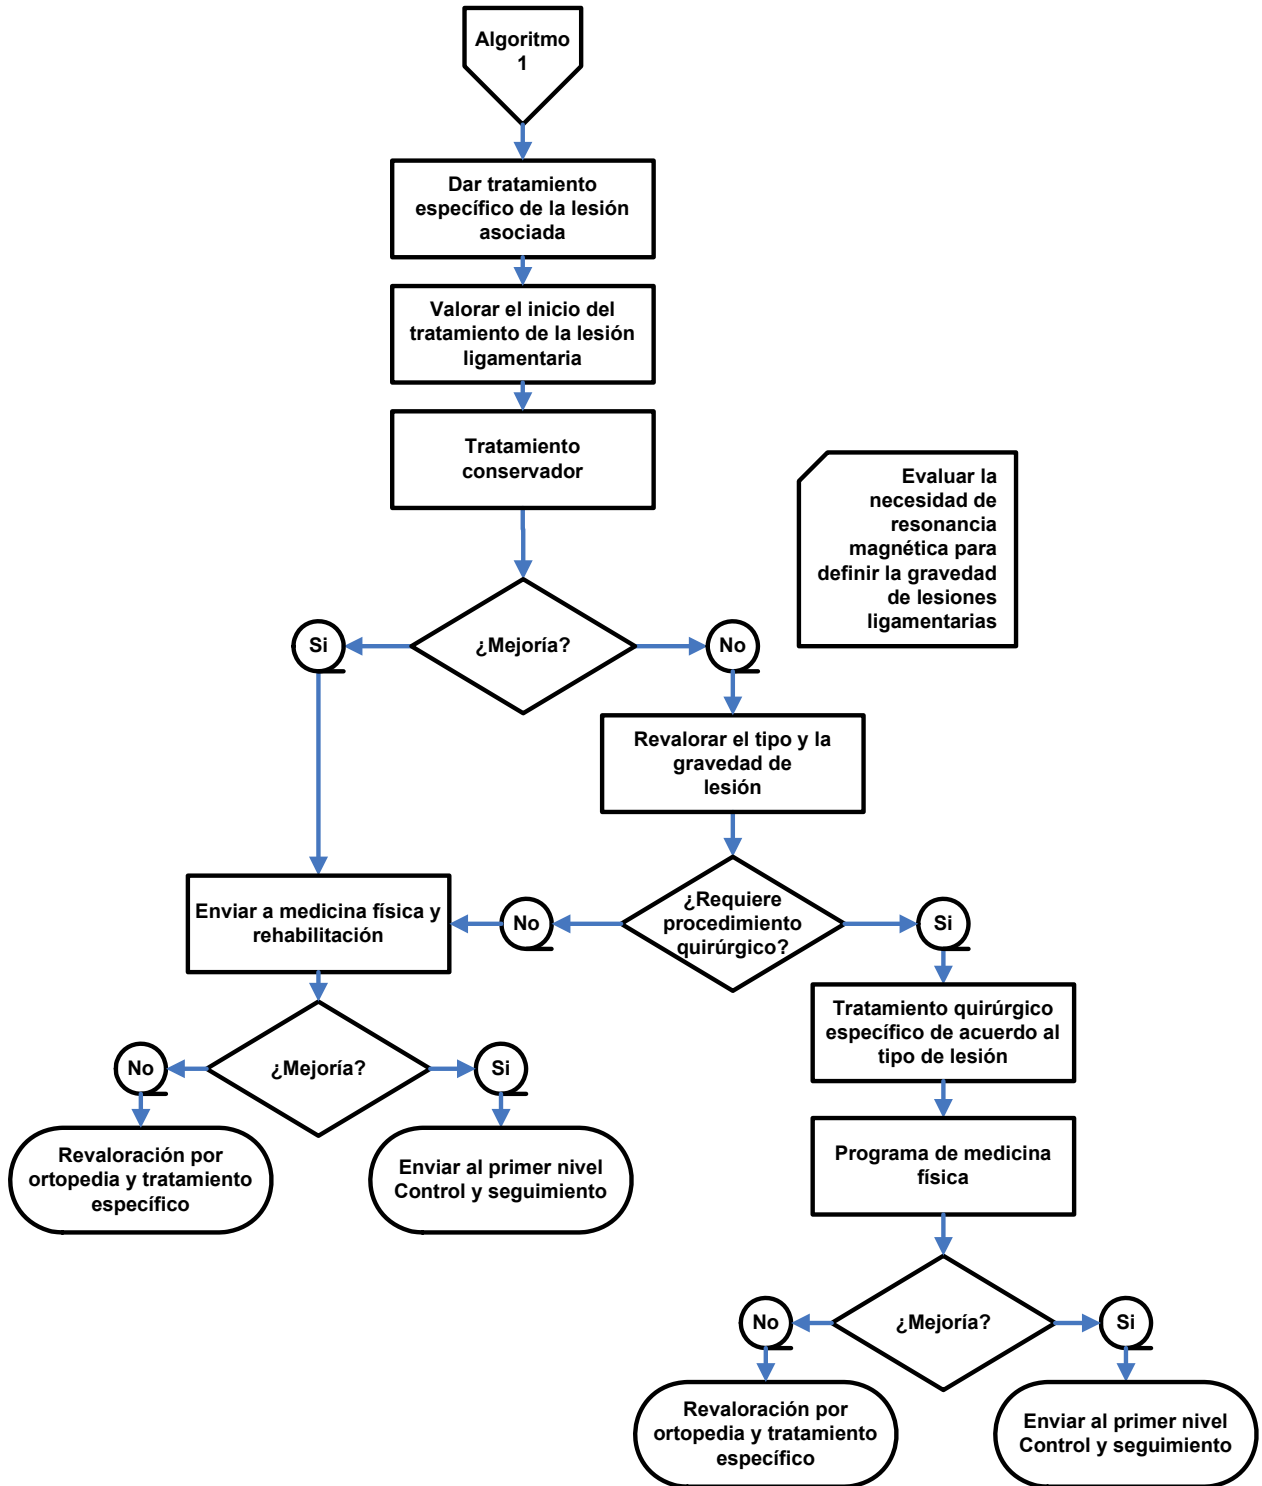 Algoritmo
1
Dar tratamiento
específico de la lesión
asociada
Valorar el inicio del
tratamiento de la lesión
ligamentaria
Tratamiento
conservador
Evaluar la
necesidad de
resonancia
magnética para
definir la gravedad
de lesiones
ligamentarias
Si
¿Mejoría?
No
Revalorar el tipo y la
gravedad de
lesión
Enviar a medicina física y
rehabilitación
No
¿Requiere
procedimiento
quirúrgico?
Si
Tratamiento quirúrgico
específico de acuerdo al
tipo de lesión
No
¿Mejoría?
Si
Revaloración por
ortopedia y tratamiento
específico
Enviar al primer nivel
Control y seguimiento
Programa de medicina
física
No
¿Mejoría?
Si
Revaloración por
ortopedia y tratamiento
específico
Enviar al primer nivel
Control y seguimiento